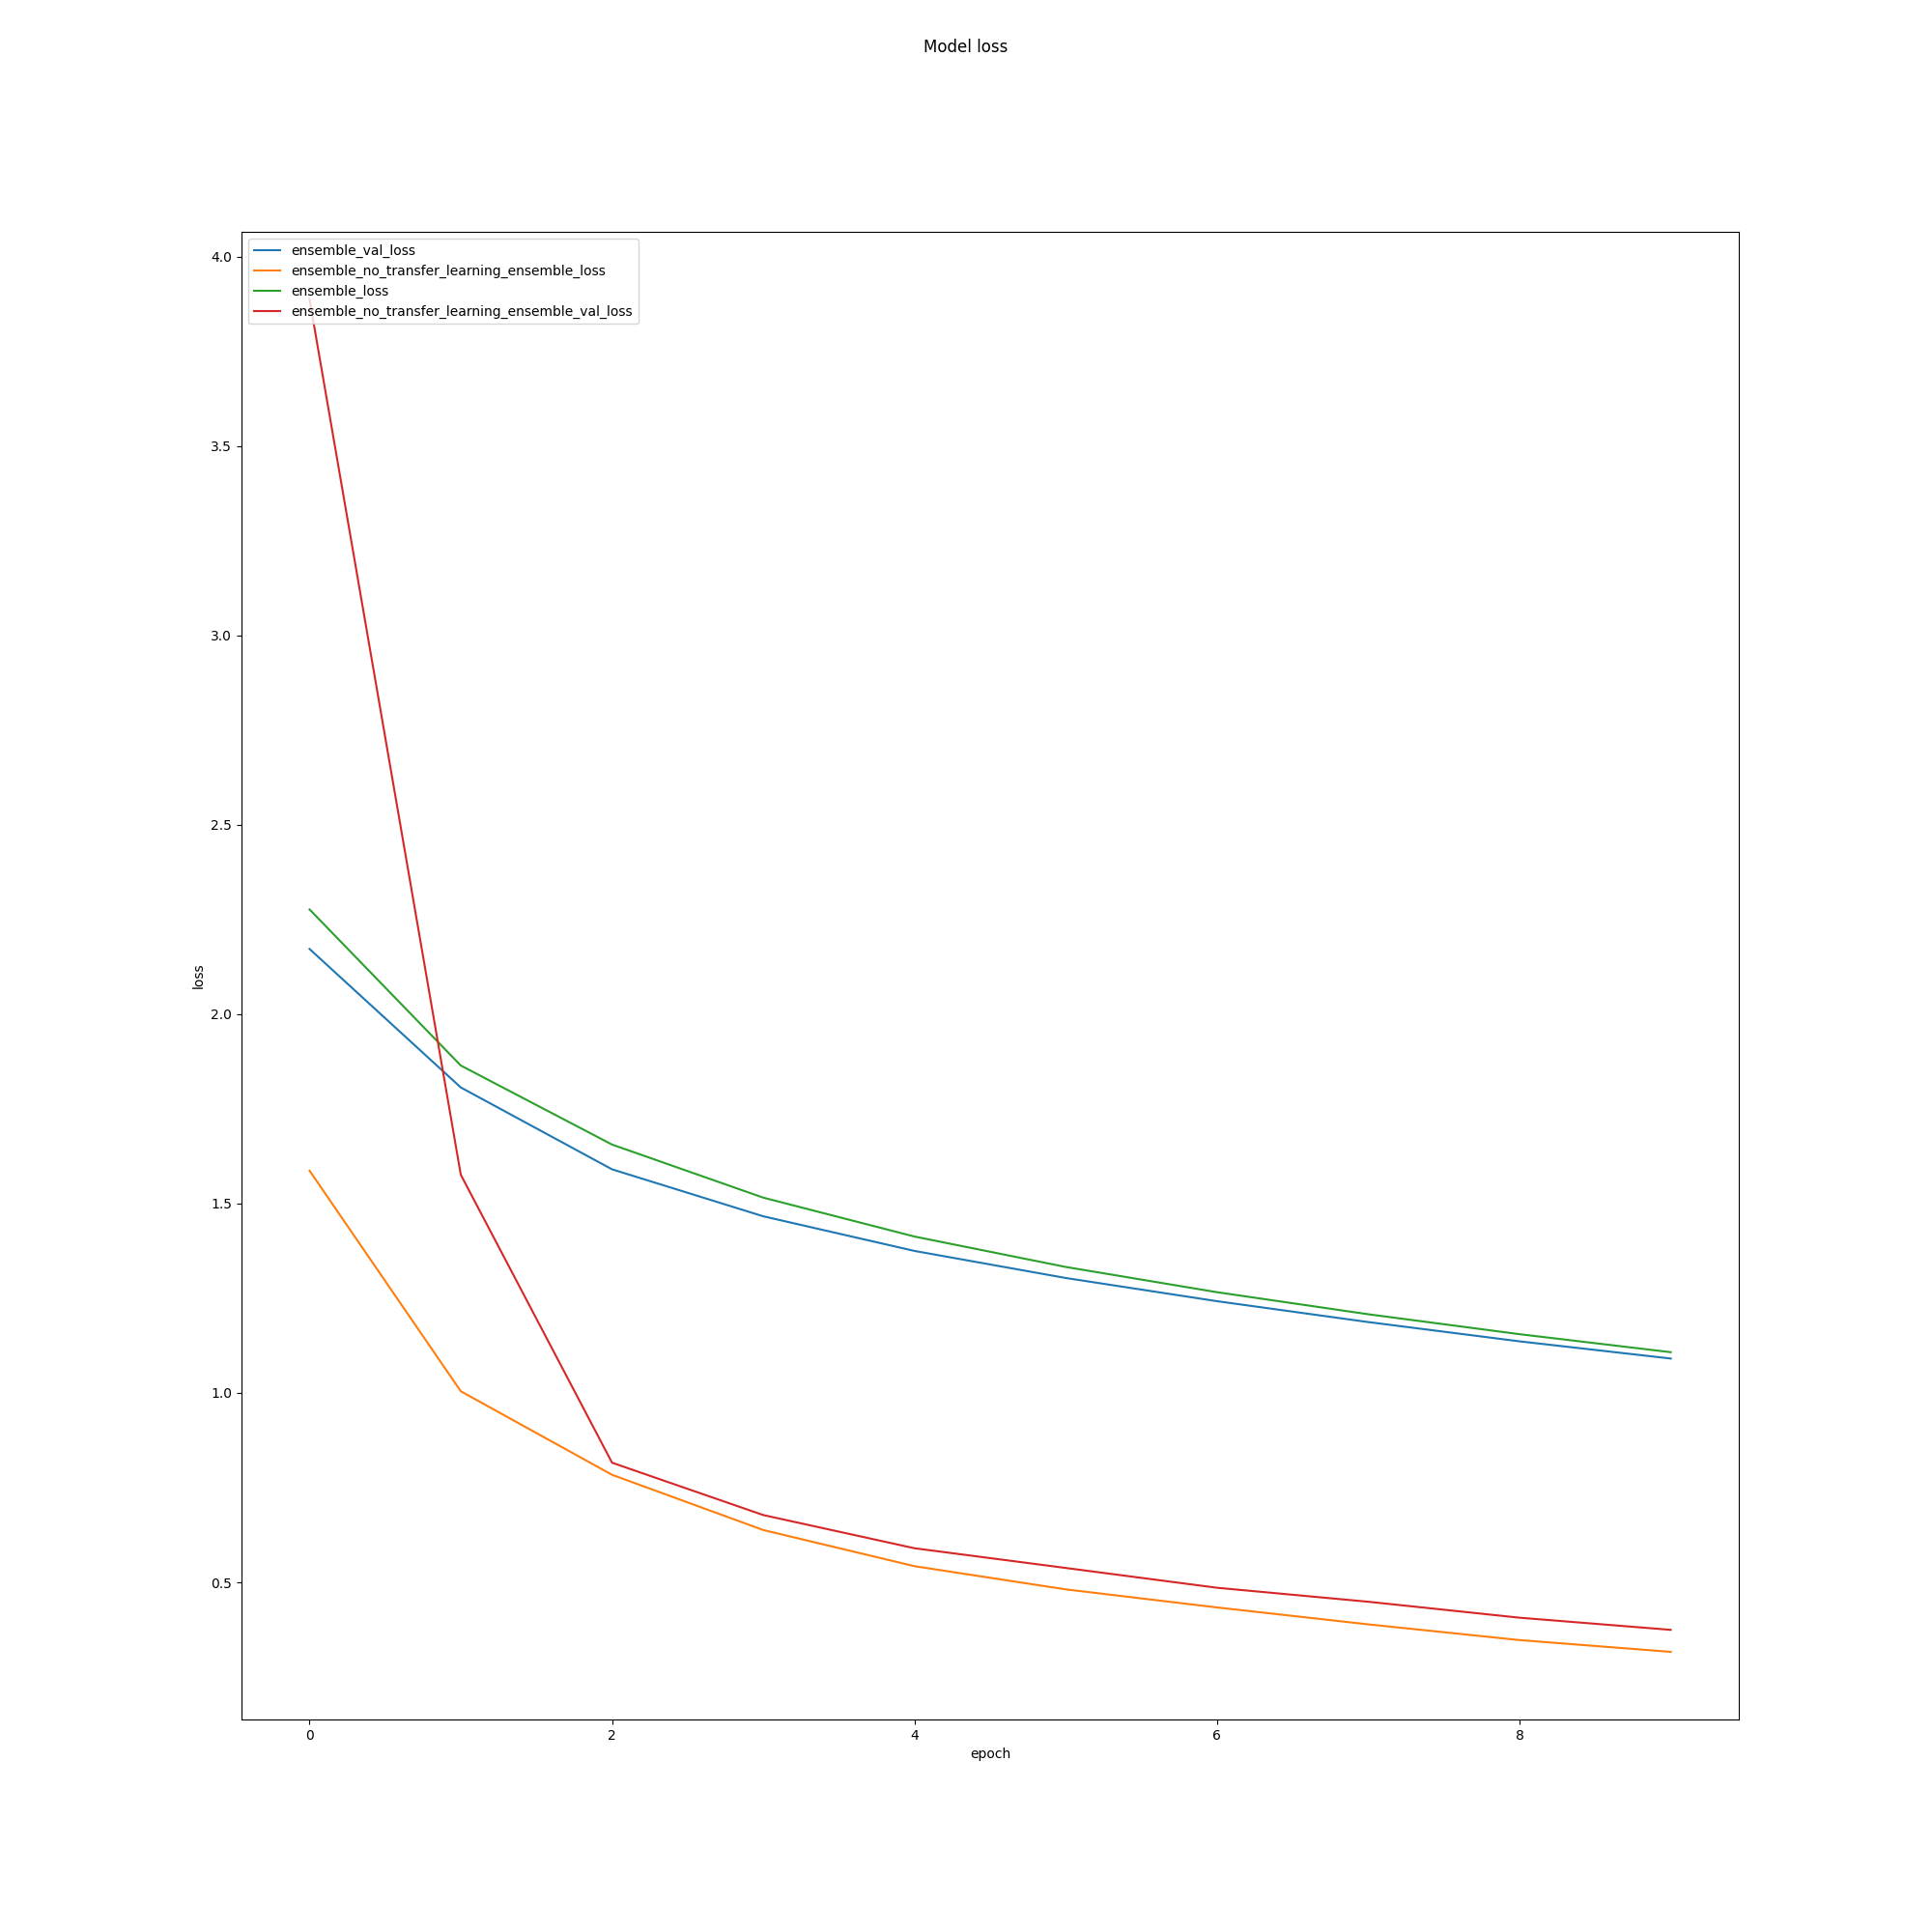 Model loss
ensemble_val_loss
ensemble_no_transfer_learning_ensemble_loss
ensemble_loss
ensemble_no_transfer_learning_ensemble_val_loss
4.0
3.5
3.0
2.5
2.0
1.5
1.0
0.5
loss
0 2 4 6 8
epoch